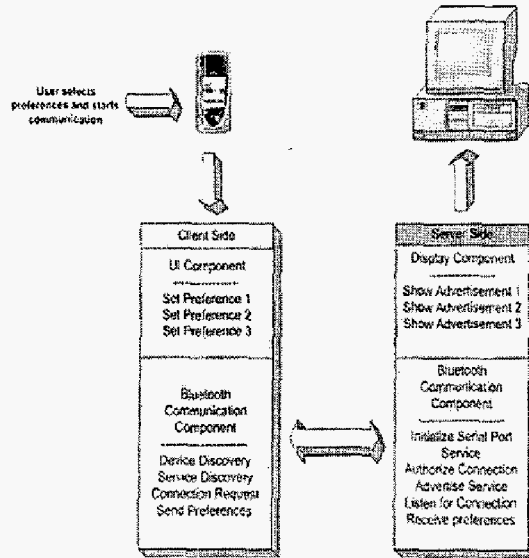 User selects
preferences and starts
communication
Client Side
UI Component
Set Preference 1
Set Preference 2
Set Preference 3
Bluetooth
Communication
Component
Device Discovery
Service Discovery
Connection Request
Send Preferences
Server Side
Display Component
Show Advertisement 1
Show Advertisement 2
Show Advertisement 3
Bluetooth
Communication
Component
Initialize Serial Port
Service
Authorize Connection
Advertise Service
Listen for Connection
Receive preferences